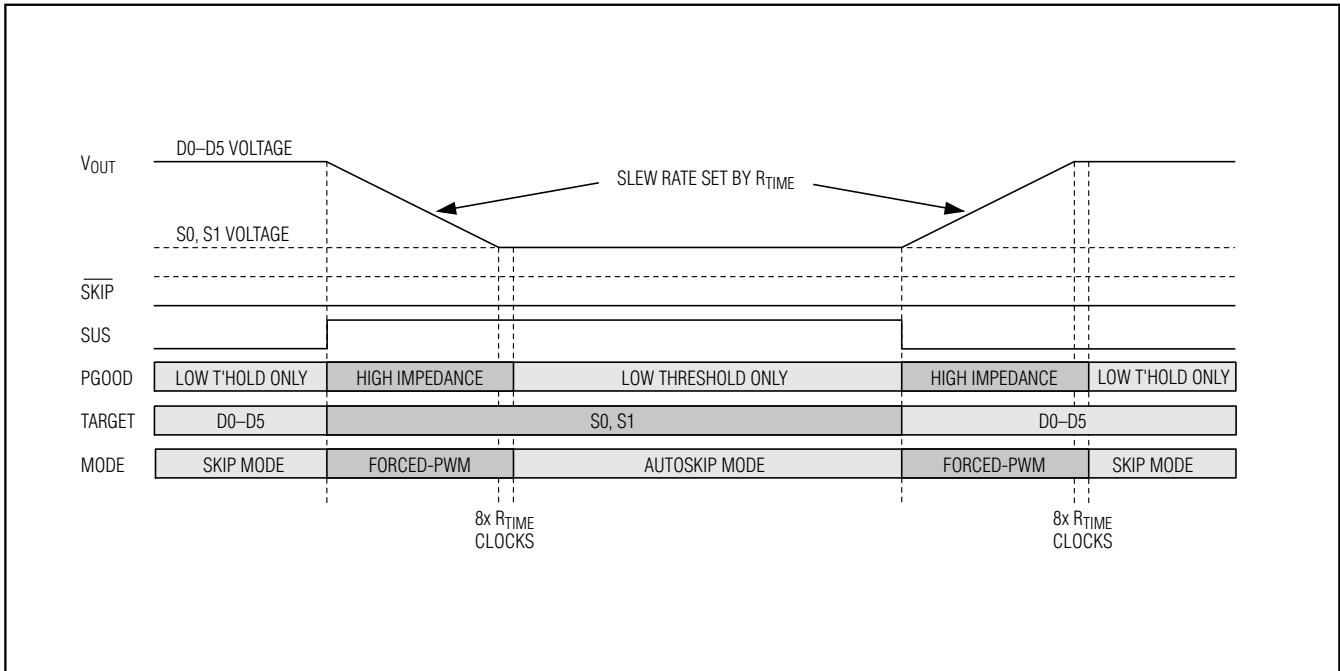 D0–D5 VOLTAGE
VOUT
SLEW RATE SET BY RTIME
S0, S1 VOLTAGE
SKIP
SUS
PGOOD LOW T'HOLD ONLY HIGH IMPEDANCE LOW THRESHOLD ONLY HIGH IMPEDANCE LOW T'HOLD ONLY
TARGET D0–D5 S0, S1 D0–D5
MODE SKIP MODE FORCED-PWM AUTOSKIP MODE FORCED-PWM SKIP MODE
8x RTIME 8x RTIME
CLOCKS CLOCKS